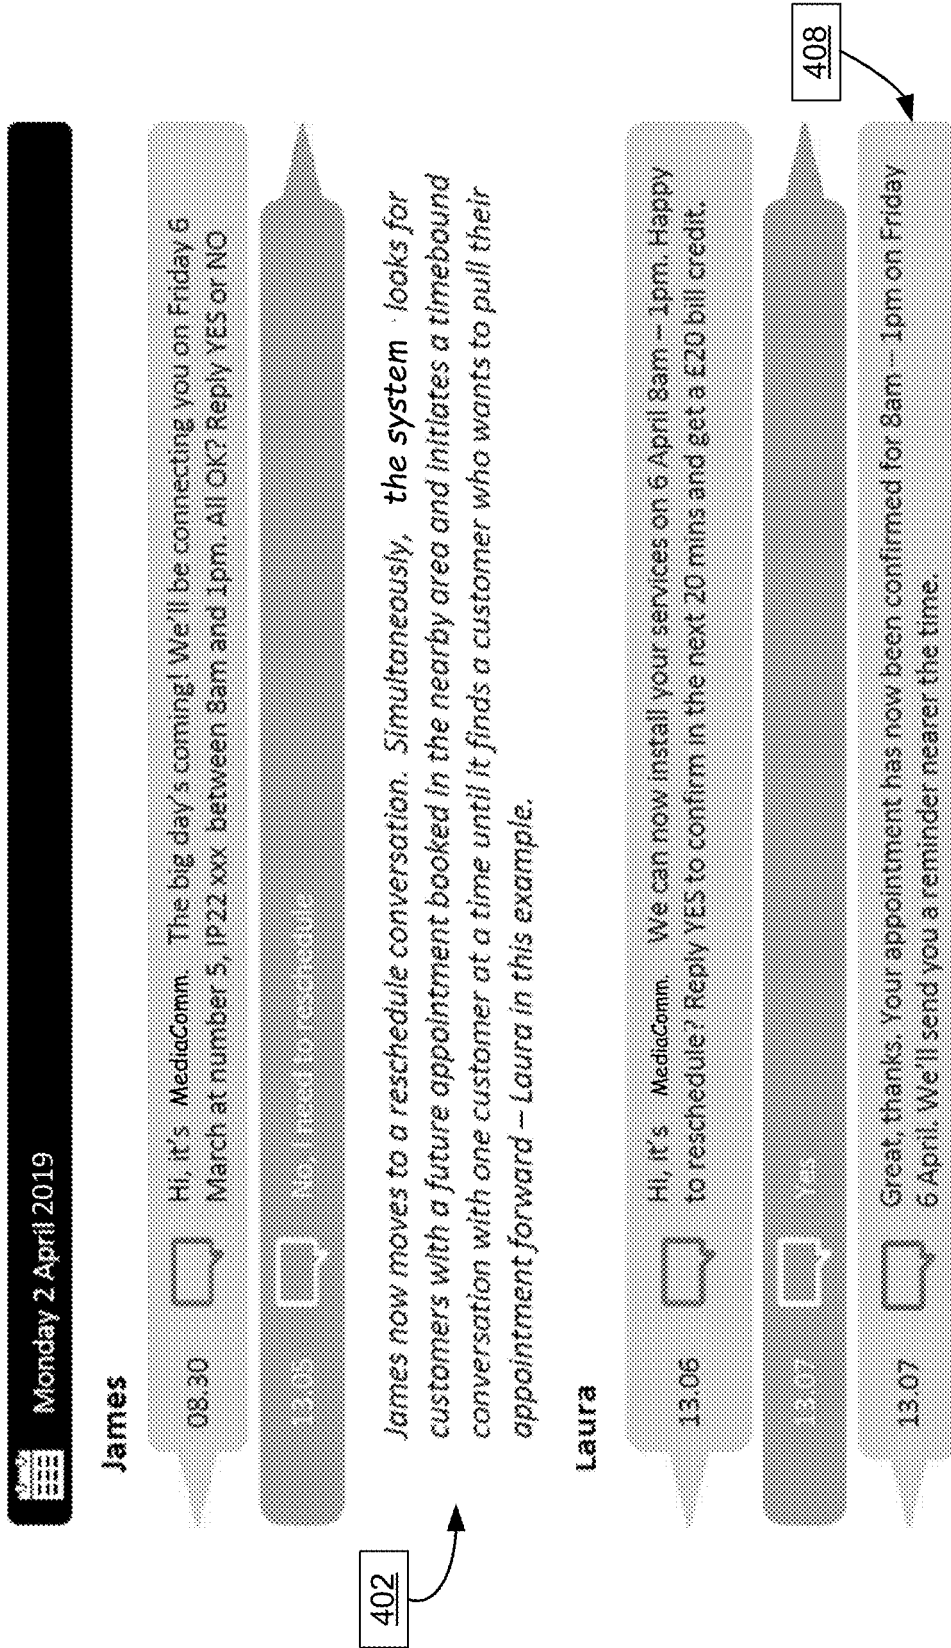 Monday 2 April 2019
James
08.30
Hi, it's MediaComm The big day's coming! We'll be connecting you on Friday 6
March at number 5, IP22 xxx between 8am and 1pm. All OK? Reply YES or NO
No I need to reschedule
402
James now moves to a reschedule conversation. Simultaneously, the system looks for
customers with a future appointment booked in the nearby area and initiates a timebound
conversation with one customer at a time until it finds a customer who wants to pull their
appointment forward – Laura in this example.
Laura
13.06
Hi, it's MediaComm We can now install your services on 6 April 8am – 1pm. Happy
to reschedule? Reply YES to confirm in the next 20 mins and get a £20 bill credit.
13.07
Yes
408
13.07
Great, thanks. Your appointment has now been confirmed for 8am – 1pm on Friday
6 April. We'll send you a reminder nearer the time.